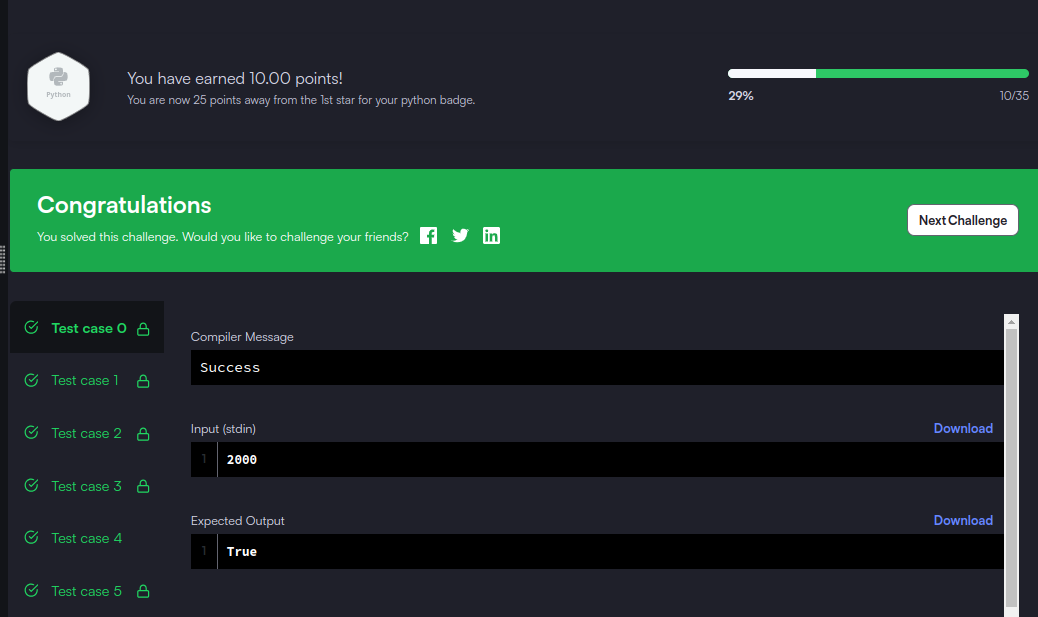 Python
You have earned 10.00 points!
You are now 25 points away from the 1st star for your python badge.
29%
10/35
Congratulations
You solved this challenge. Would you like to challenge your friends?
Next Challenge
Test case 0
Test case 1
Test case 2
Test case 3
Test case 4
Test case 5
Compiler Message
Success
Input (stdin)
Download
1
2000
Expected Output
Download
1
True